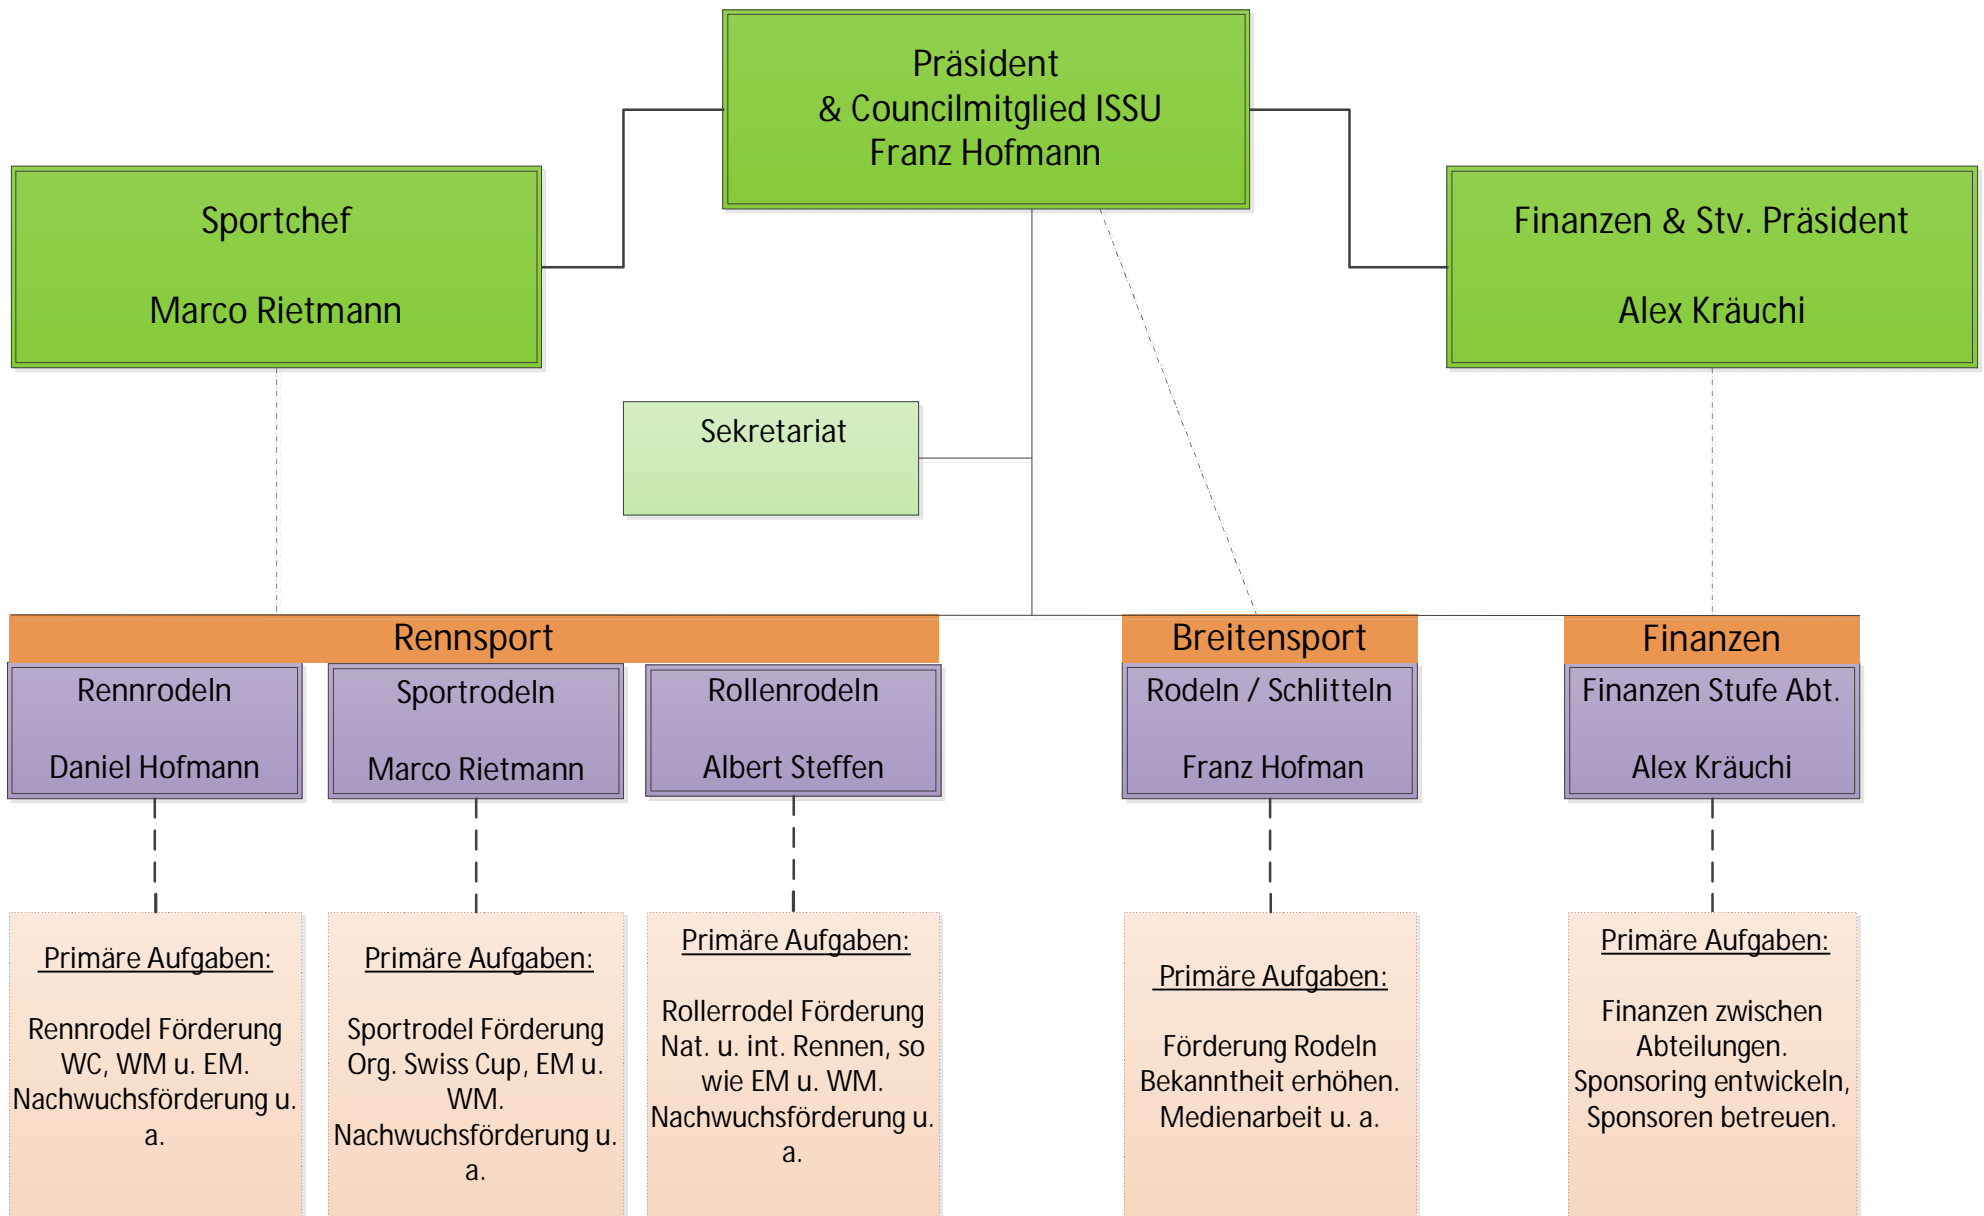 Präsident
& Councilmitglied ISSU
Franz Hofmann
Sportchef
Marco Rietmann
Finanzen & Stv. Präsident
Alex Kräuchi
Sekretariat
Rennsport
Breitensport
Finanzen
Rennrodeln
Daniel Hofmann
Sportrodeln
Marco Rietmann
Rollenrodeln
Albert Steffen
Rodeln / Schlitteln
Franz Hofman
Finanzen Stufe Abt.
Alex Kräuchi
Primäre Aufgaben:
Rennrodel Förderung
WC, WM u. EM.
Nachwuchsförderung u.
a.
Primäre Aufgaben:
Sportrodel Förderung
Org. Swiss Cup, EM u.
WM.
Nachwuchsförderung u.
a.
Primäre Aufgaben:
Rollerrodel Förderung
Nat. u. int. Rennen, so
wie EM u. WM.
Nachwuchsförderung u.
a.
Primäre Aufgaben:
Förderung Rodeln
Bekanntheit erhöhen.
Medienarbeit u. a.
Primäre Aufgaben:
Finanzen zwischen
Abteilungen.
Sponsoring entwickeln,
Sponsoren betreuen.